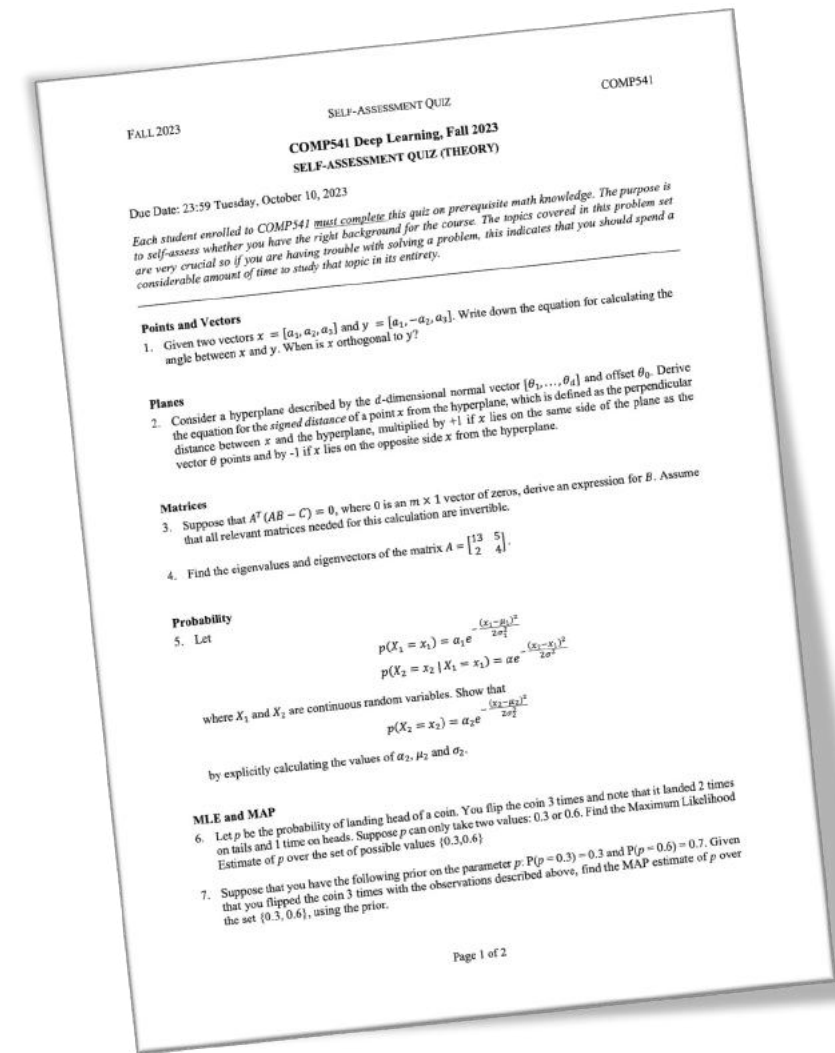 FALL 2023 SELF-ASSESSMENT QUIZ COMP541
COMP541 Deep Learning, Fall 2023
SELF-ASSESSMENT QUIZ (THEORY)
Due Date: 23:59 Tuesday, October 10, 2023
Each student enrolled to COMP541 must complete this quiz on prerequisite math knowledge. The purpose is
to self-assess whether you have the right background for the course. The topics covered in this problem set
are very crucial so if you are having trouble with solving a problem, this indicates that you should spend a
considerable amount of time to study that topic in its entirety.
Points and Vectors
1. Given two vectors x = [a₁, a₂, a₃] and y = [a₁, −a₂, a₃]. Write down the equation for calculating the
angle between x and y. When is x orthogonal to y?
Planes
2. Consider a hyperplane described by the d-dimensional normal vector [θ₁, … , θ_d] and offset θ₀. Derive
the equation for the signed distance of a point x from the hyperplane, which is defined as the perpendicular
distance between x and the hyperplane, multiplied by +1 if x lies on the same side of the plane as the
vector θ points and by -1 if x lies on the opposite side x from the hyperplane.
Matrices
3. Suppose that Aᵀ(AB − C) = 0, where 0 is an m × 1 vector of zeros, derive an expression for B. Assume
that all relevant matrices needed for this calculation are invertible.
4. Find the eigenvalues and eigenvectors of the matrix A = [13 5; 2 4].
Probability
5. Let
p(X₁ = x₁) = α₁e^(−(x₁−μ₁)²/2σ₁²)
p(X₂ = x₂ | X₁ = x₁) = αe^(−(x₂−x₁)²/2σ²)
where X₁ and X₂ are continuous random variables. Show that
p(X₂ = x₂) = α₂e^(−(x₂−μ₂)²/2σ₂²)
by explicitly calculating the values of α₂, μ₂ and σ₂.
MLE and MAP
6. Let p be the probability of landing head of a coin. You flip the coin 3 times and note that it landed 2 times
on tails and 1 time on heads. Suppose p can only take two values: 0.3 or 0.6. Find the Maximum Likelihood
Estimate of p over the set of possible values {0.3,0.6}
7. Suppose that you have the following prior on the parameter p: P(p = 0.3) = 0.3 and P(p = 0.6) = 0.7. Given
that you flipped the coin 3 times with the observations described above, find the MAP estimate of p over
the set {0.3, 0.6}, using the prior.
Page 1 of 2